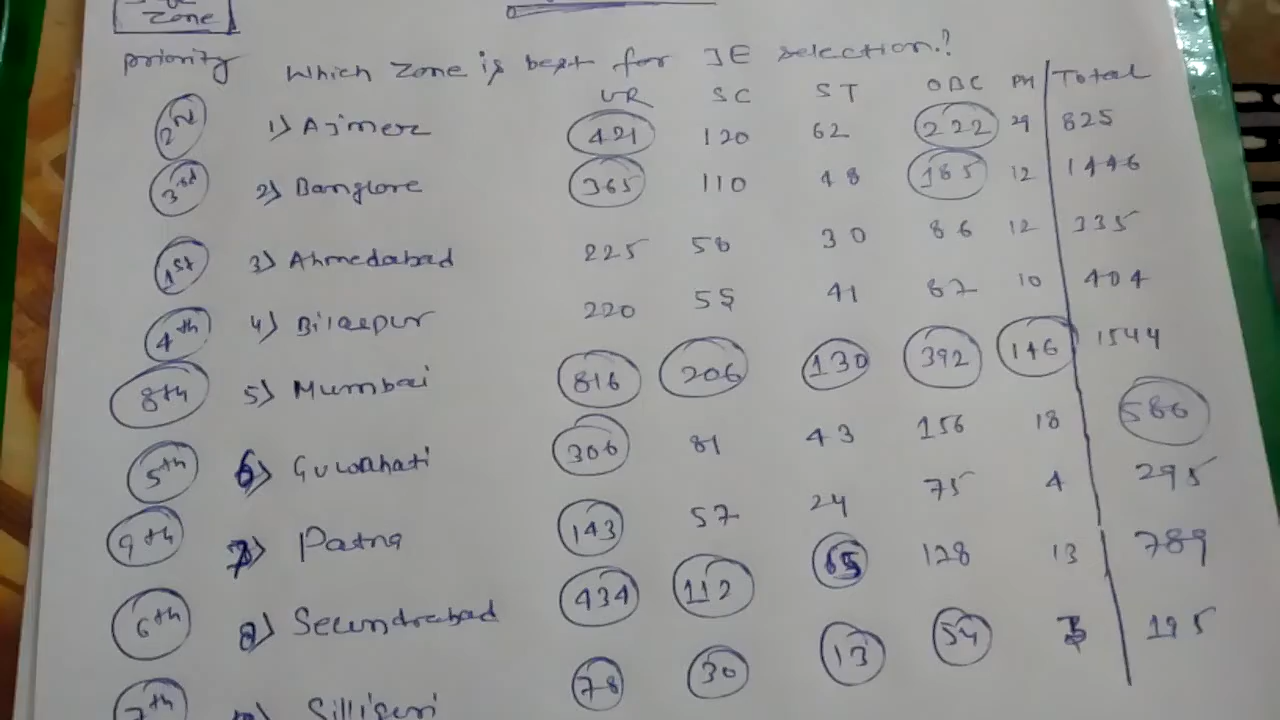 Zone
priority Which Zone is best for JE selection.?
UR SC ST OBC PH Total
2nd 1) Ajmer 421 120 62 222 29 825
3rd 2) Banglore 365 110 48 185 12 1446
1st 3) Ahmedabad 225 58 30 86 12 335
4th 4) Bilaspur 220 55 41 87 10 404
8th 5) Mumbai 816 206 130 392 146 1544
5th 6) Guwahati 306 81 43 156 18 586
9th 7) Patna 143 57 24 75 4 295
6th 8) Secundrabad 434 112 65 128 13 789
7th Silliguri 78 30 13 54 195